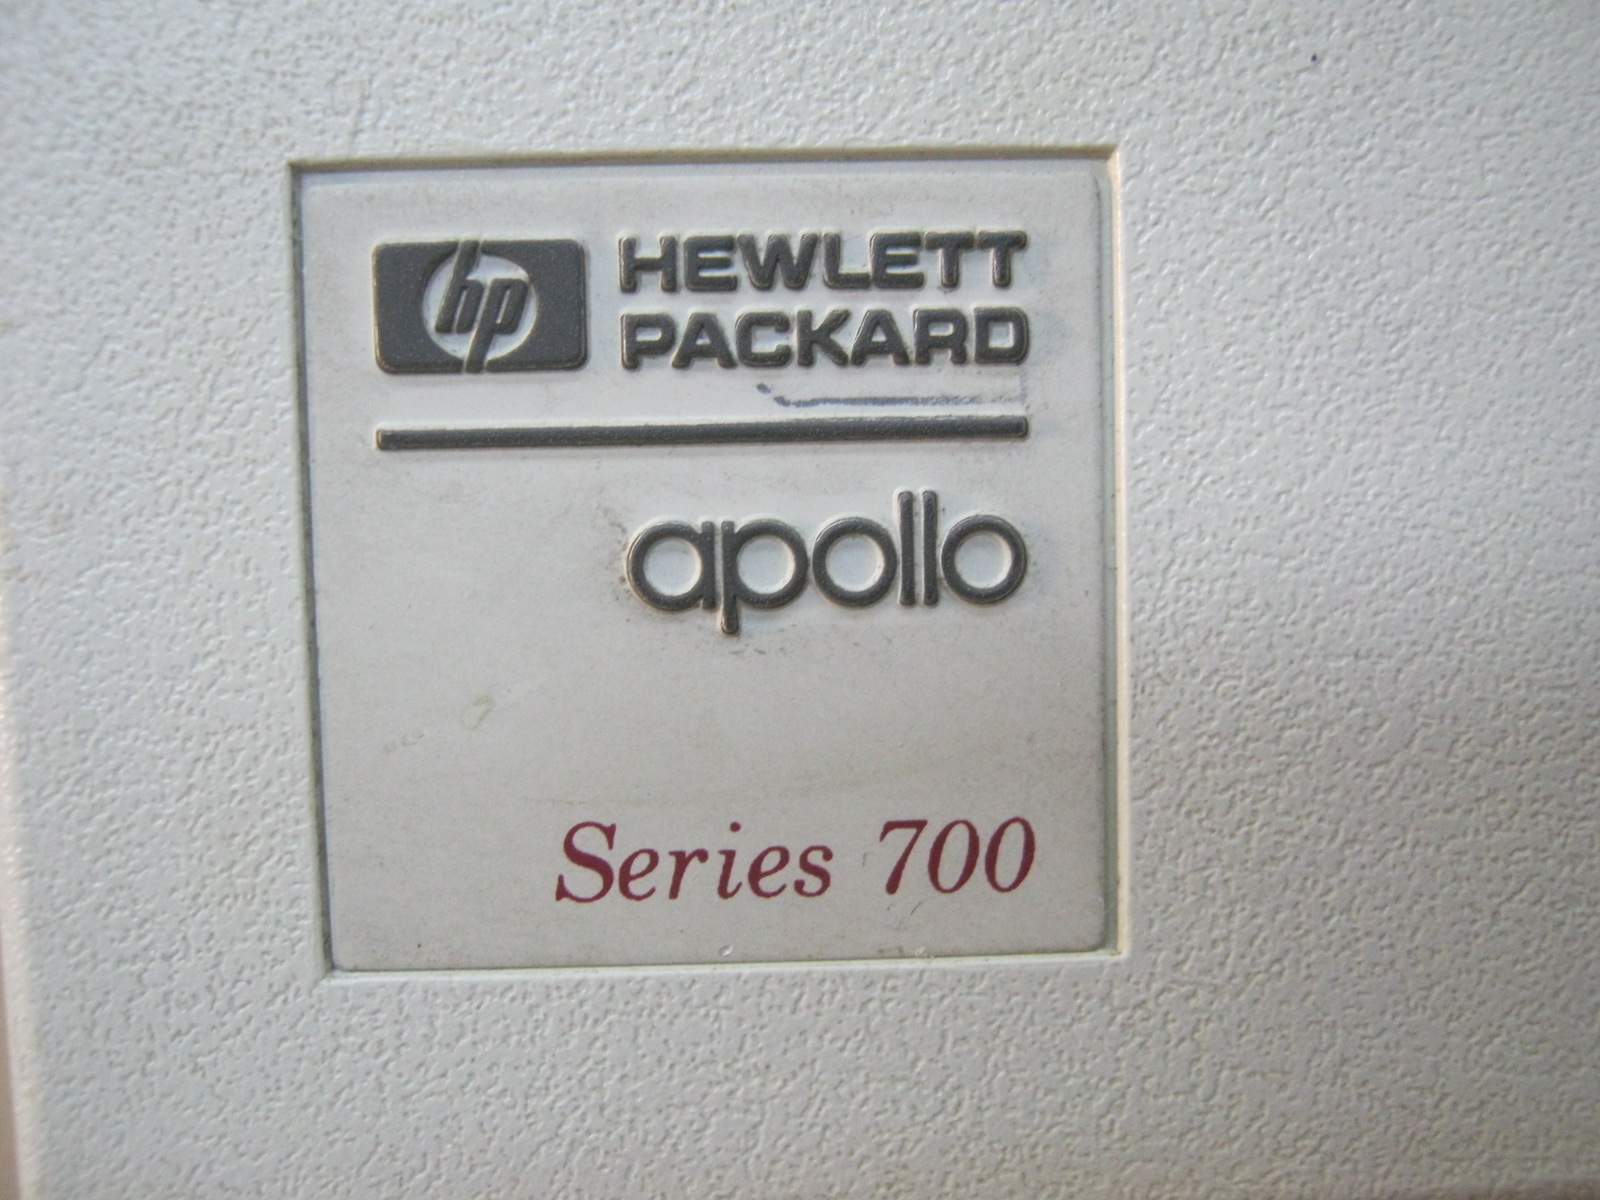 hp HEWLETT
PACKARD
apollo
Series 700